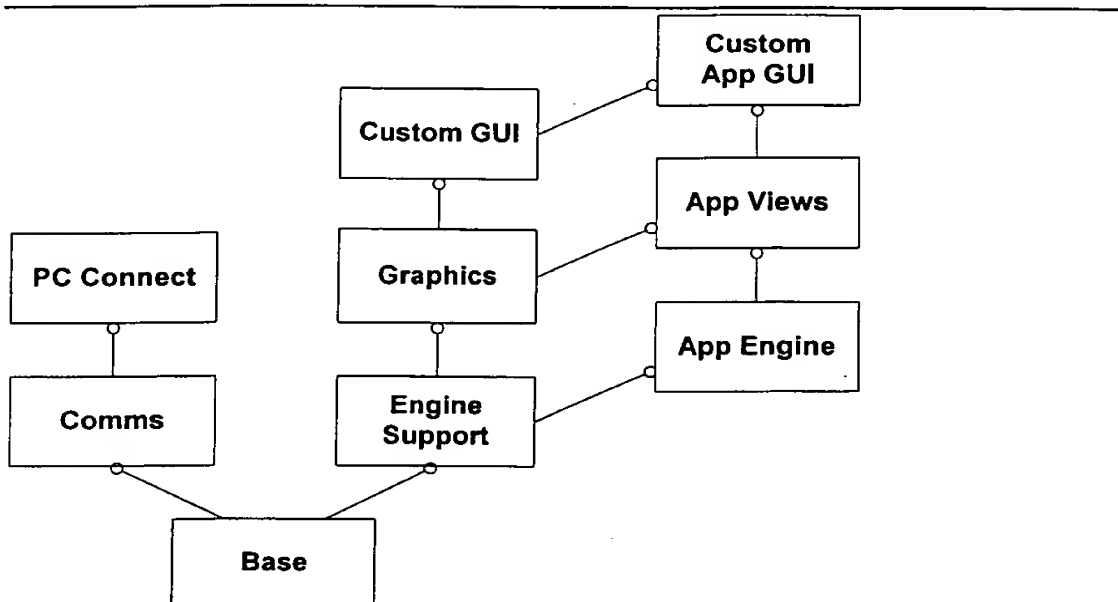 Custom
App GUI
Custom GUI
App Views
PC Connect
Graphics
App Engine
Comms
Engine
Support
Base